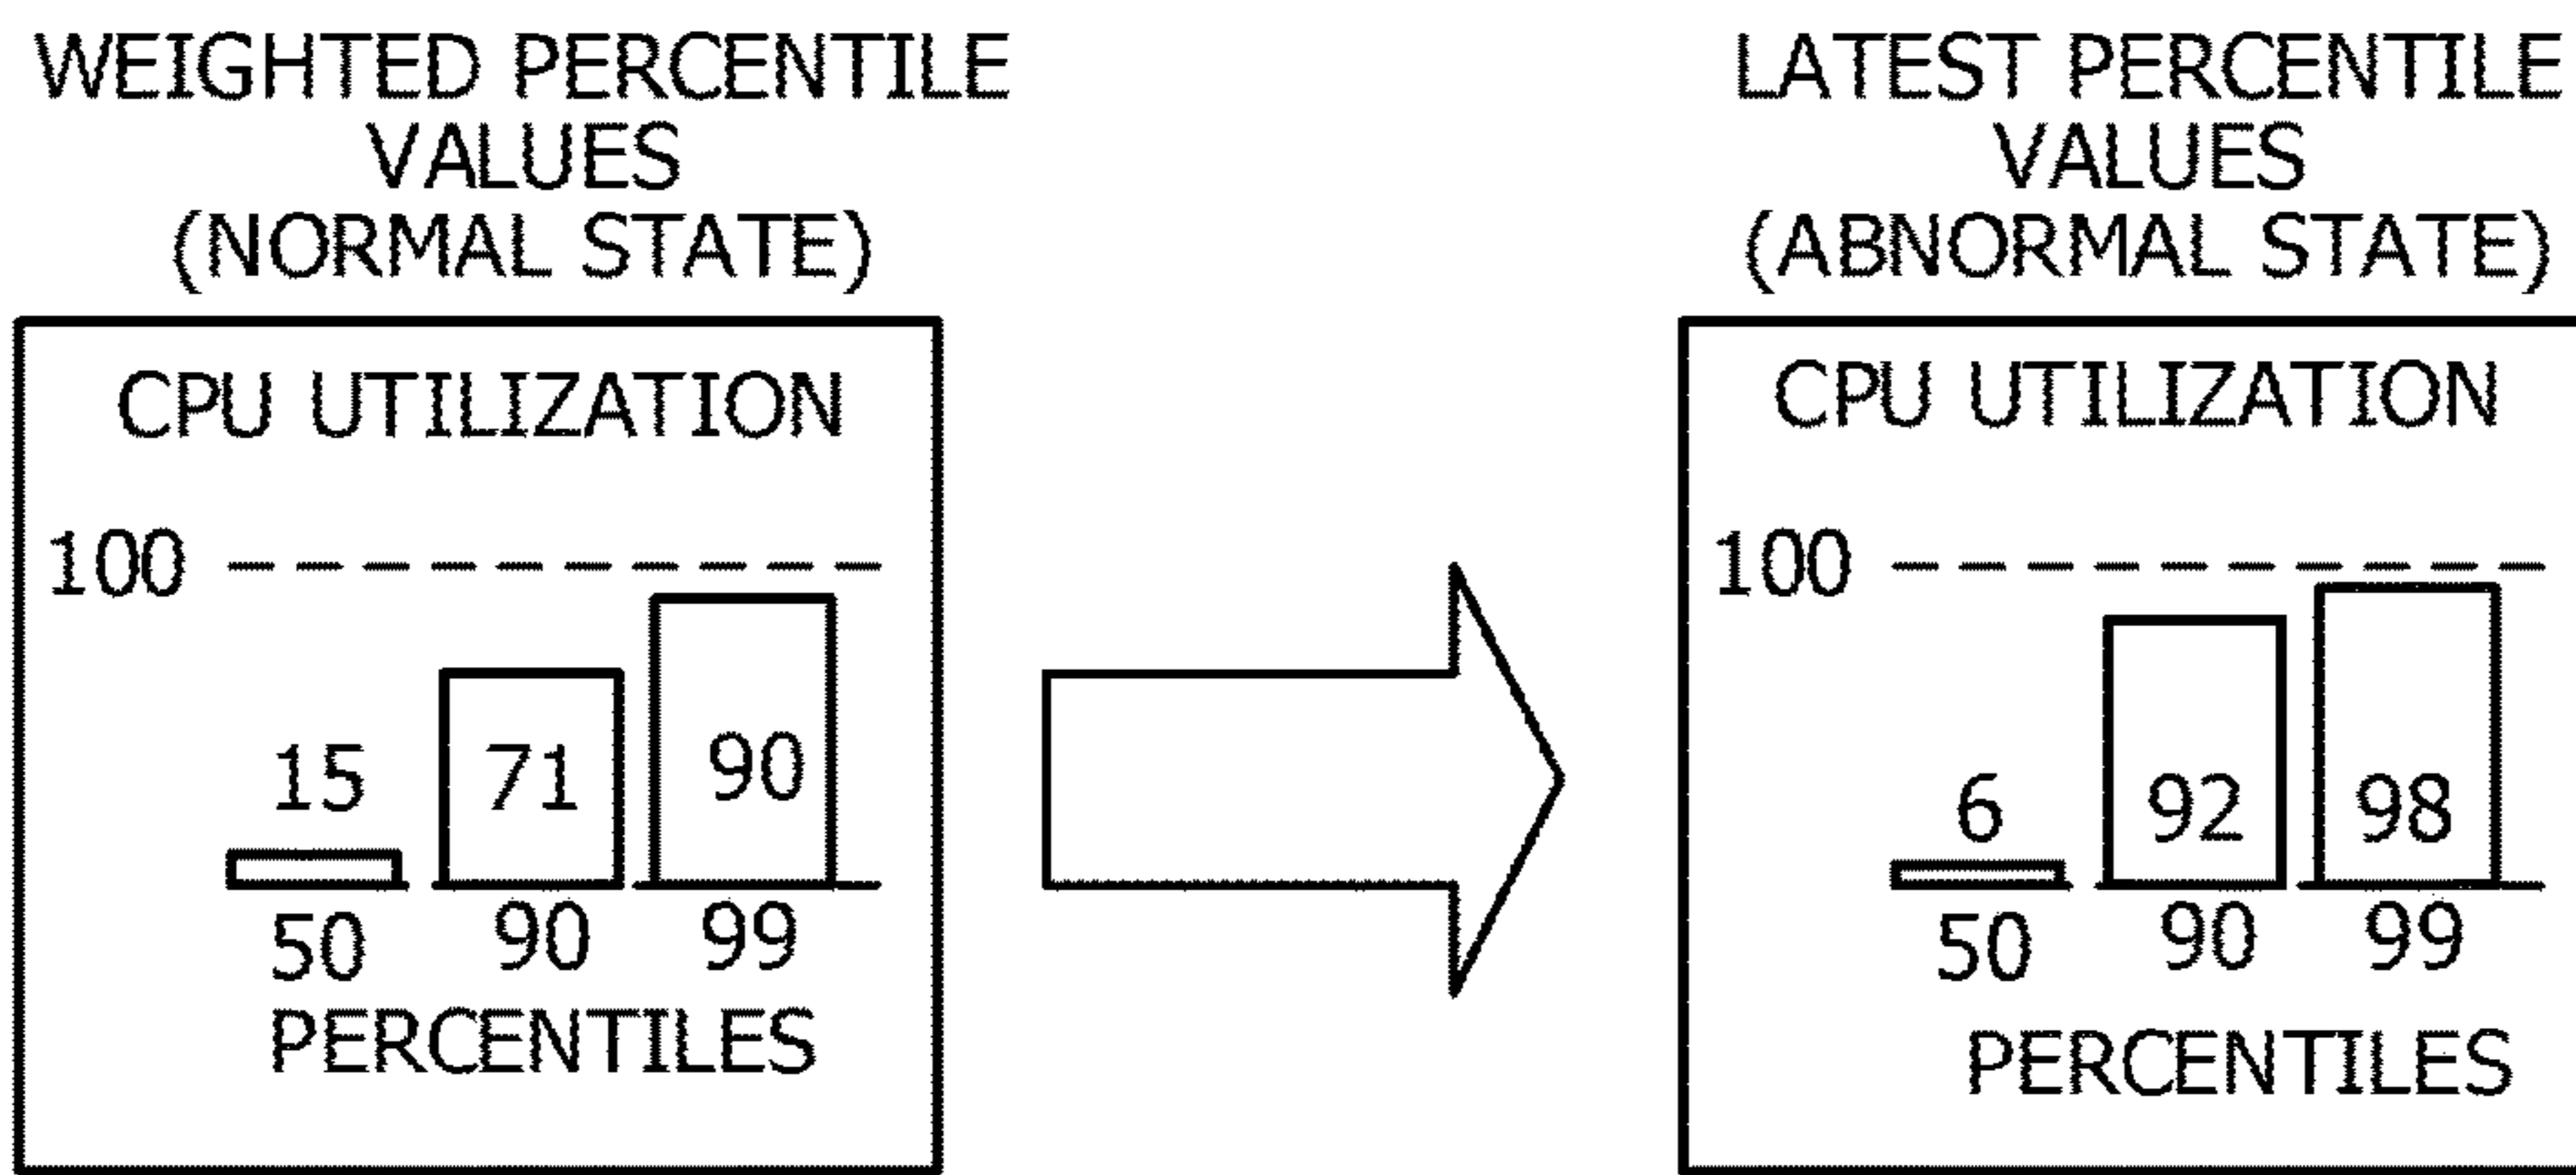 WEIGHTED PERCENTILE
VALUES
(NORMAL STATE)
CPU UTILIZATION
100
15 71 90
50 90 99
PERCENTILES
LATEST PERCENTILE
VALUES
(ABNORMAL STATE)
CPU UTILIZATION
100
6 92 98
50 90 99
PERCENTILES